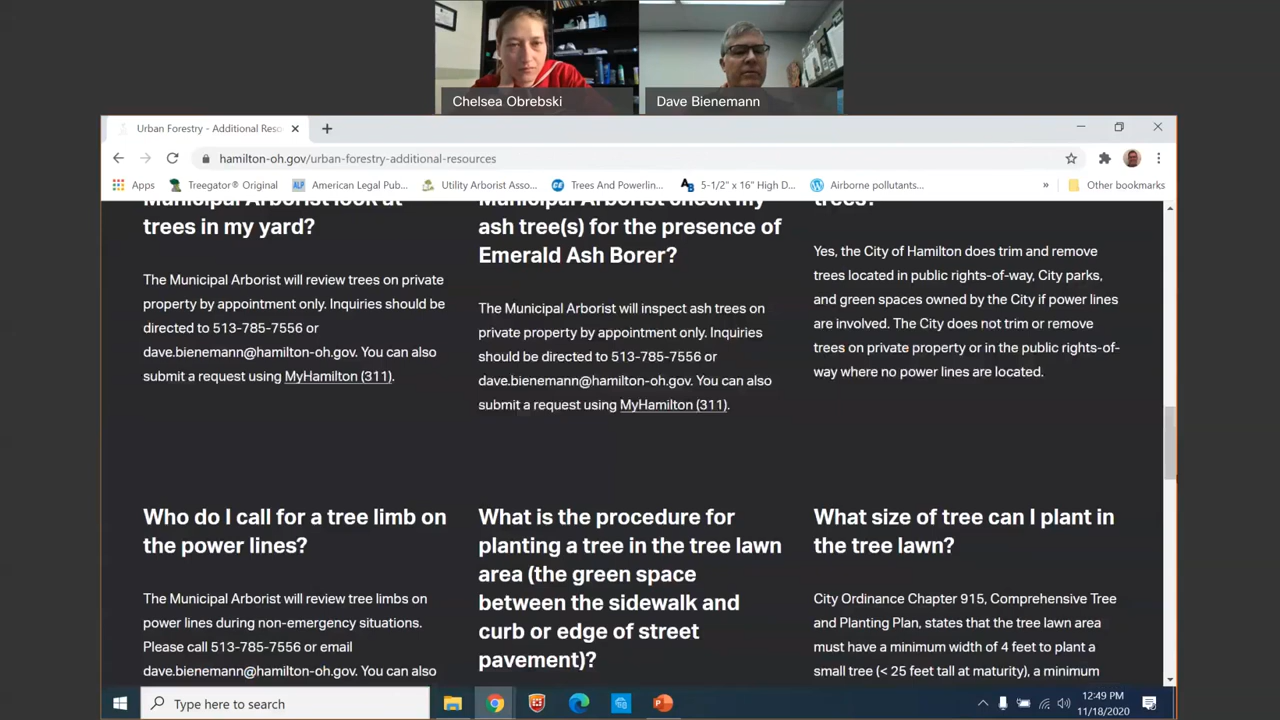 Chelsea Obrebski
Dave Bienemann
Urban Forestry - Additional Reso
hamilton-oh.gov/urban-forestry-additional-resources
Apps
Treegator® Original
American Legal Pub...
Utility Arborist Asso...
Trees And Powerlin...
5-1/2" x 16" High D...
Airborne pollutants...
»
Other bookmarks
Municipal Arborist look at
trees in my yard?
The Municipal Arborist will review trees on private
property by appointment only. Inquiries should be
directed to 513-785-7556 or
dave.bienemann@hamilton-oh.gov. You can also
submit a request using MyHamilton (311).
Municipal Arborist check my
ash tree(s) for the presence of
Emerald Ash Borer?
The Municipal Arborist will inspect ash trees on
private property by appointment only. Inquiries
should be directed to 513-785-7556 or
dave.bienemann@hamilton-oh.gov. You can also
submit a request using MyHamilton (311).
trees?
Yes, the City of Hamilton does trim and remove
trees located in public rights-of-way, City parks,
and green spaces owned by the City if power lines
are involved. The City does not trim or remove
trees on private property or in the public rights-of-
way where no power lines are located.
Who do I call for a tree limb on
the power lines?
The Municipal Arborist will review tree limbs on
power lines during non-emergency situations.
Please call 513-785-7556 or email
dave.bienemann@hamilton-oh.gov. You can also
What is the procedure for
planting a tree in the tree lawn
area (the green space
between the sidewalk and
curb or edge of street
pavement)?
What size of tree can I plant in
the tree lawn?
City Ordinance Chapter 915, Comprehensive Tree
and Planting Plan, states that the tree lawn area
must have a minimum width of 4 feet to plant a
small tree (< 25 feet tall at maturity), a minimum
Type here to search
12:49 PM
11/18/2020